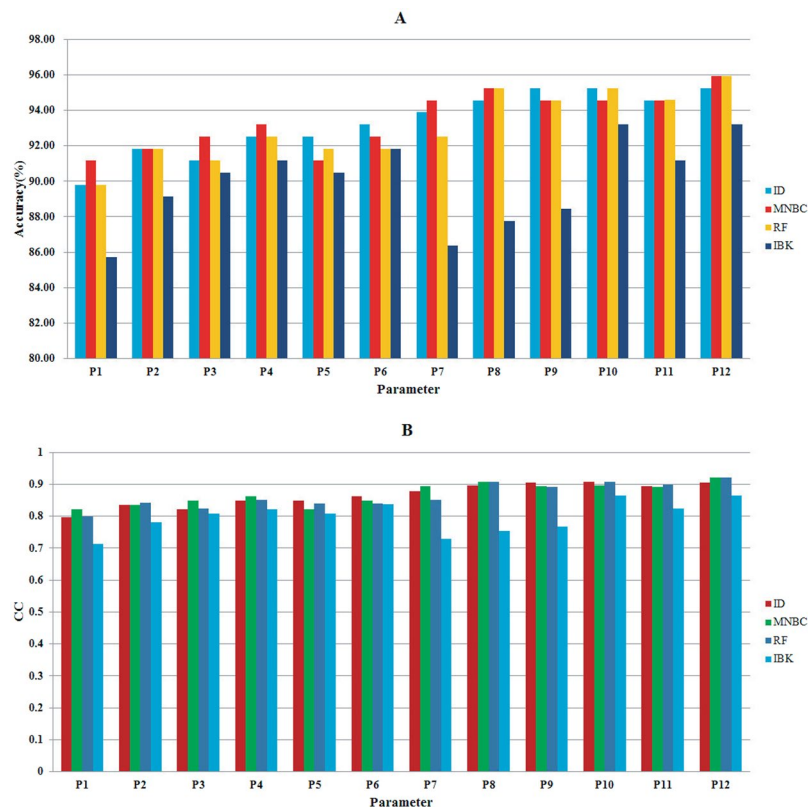 A
98.00
96.00
94.00
92.00
90.00
88.00
86.00
84.00
82.00
80.00
Accuracy(%)
P1 P2 P3 P4 P5 P6 P7 P8 P9 P10 P11 P12
Parameter
ID
MNBC
RF
IBK
B
1
0.9
0.8
0.7
0.6
0.5
0.4
0.3
0.2
0.1
0
CC
P1 P2 P3 P4 P5 P6 P7 P8 P9 P10 P11 P12
Parameter
ID
MNBC
RF
IBK